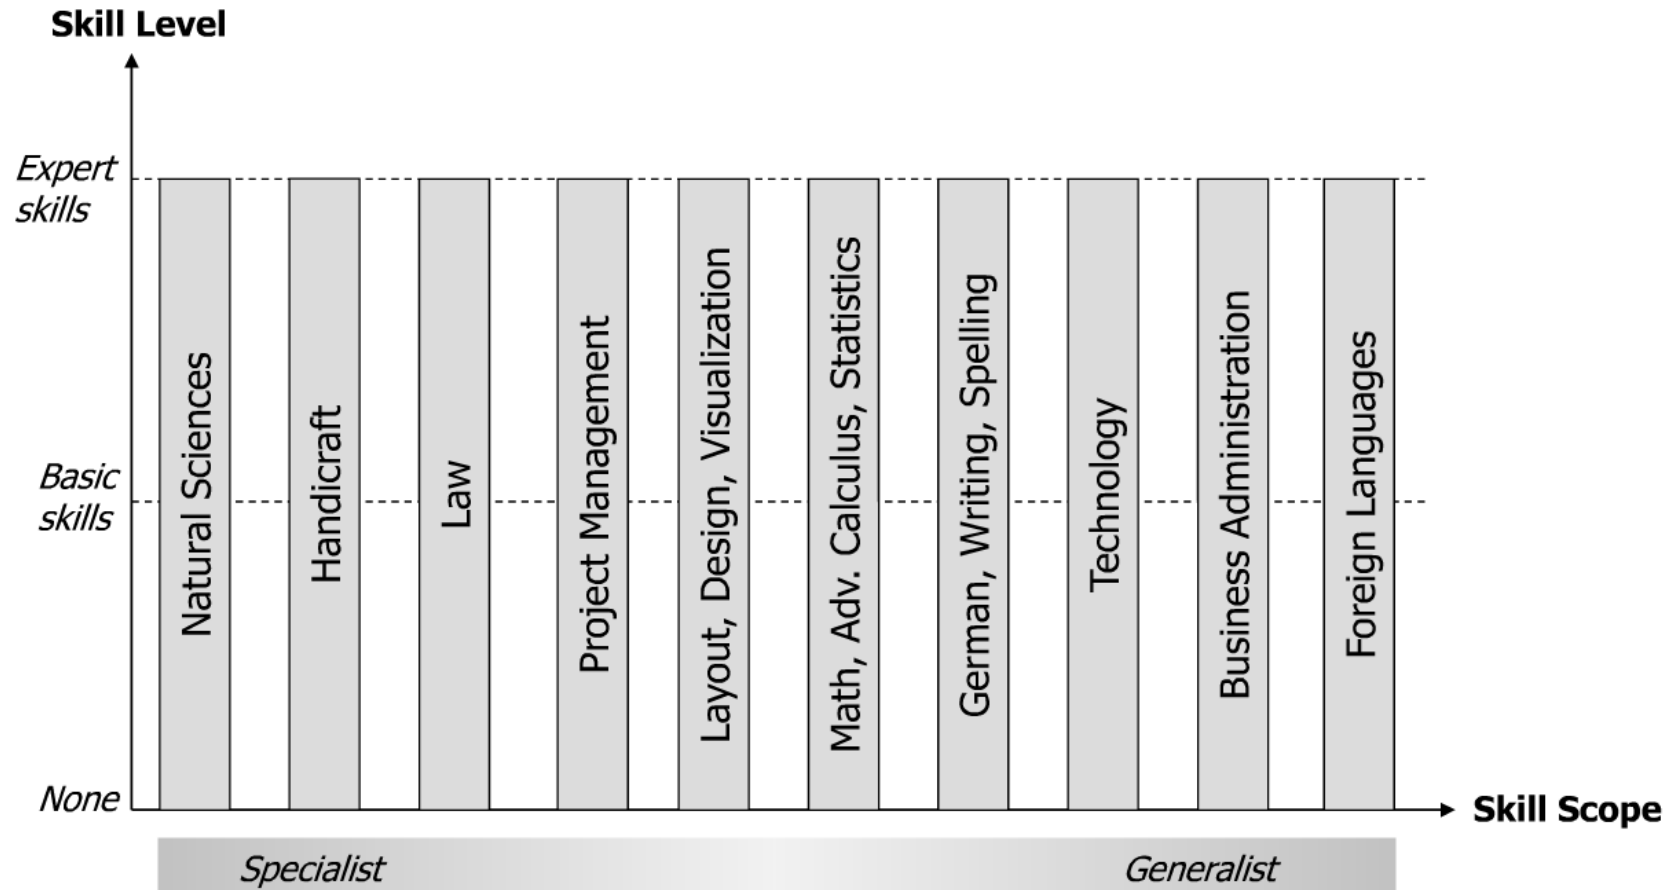 Skill Level
Expert
skills
Basic
skills
None
Natural Sciences
Handicraft
Law
Project Management
Layout, Design, Visualization
Math, Adv. Calculus, Statistics
German, Writing, Spelling
Technology
Business Administration
Foreign Languages
Skill Scope
Specialist
Generalist